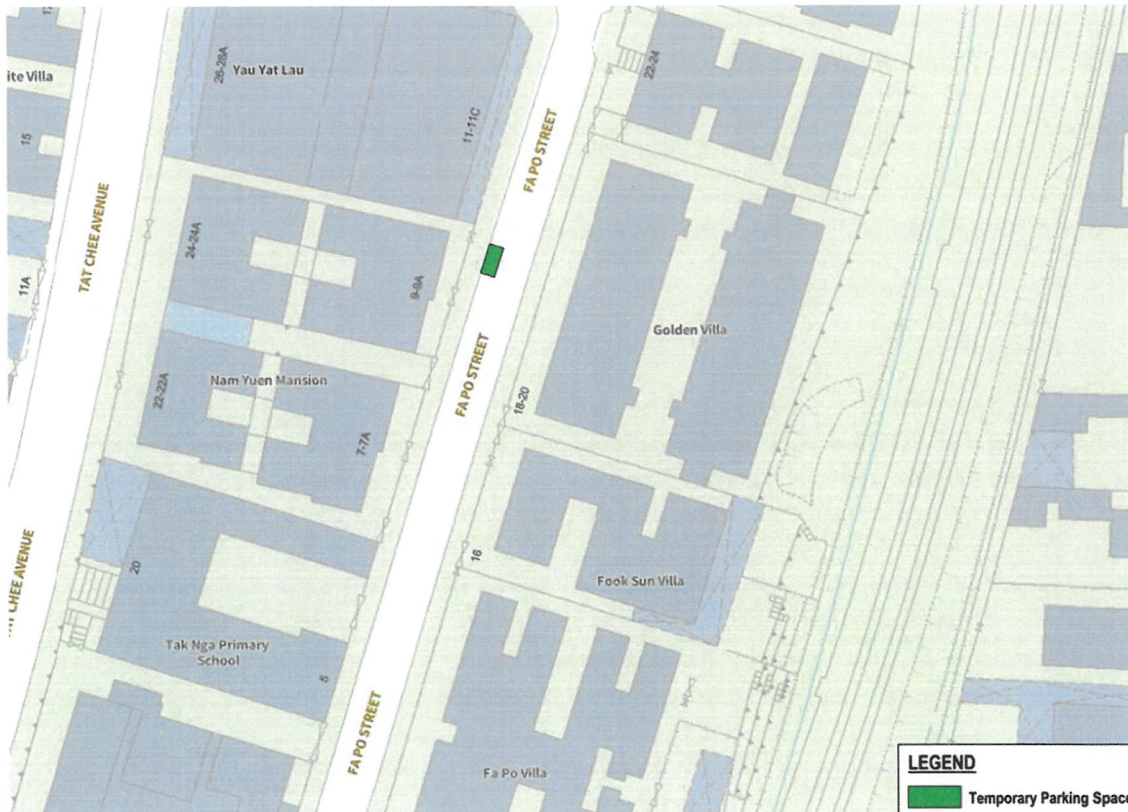 17
ite Villa
15
11A
TAT CHEE AVENUE
26-28A
Yau Yat Lau
11-11C
FA PO STREET
22-24
24-24A
9-9A
Golden Villa
22-22A
Nam Yuen Mansion
7-7A
FA PO STREET
18-20
CHEE AVENUE
20
Tak Nga Primary
School
5
FA PO STREET
16
Fook Sun Villa
Fa Po Villa
LEGEND
Temporary Parking Space